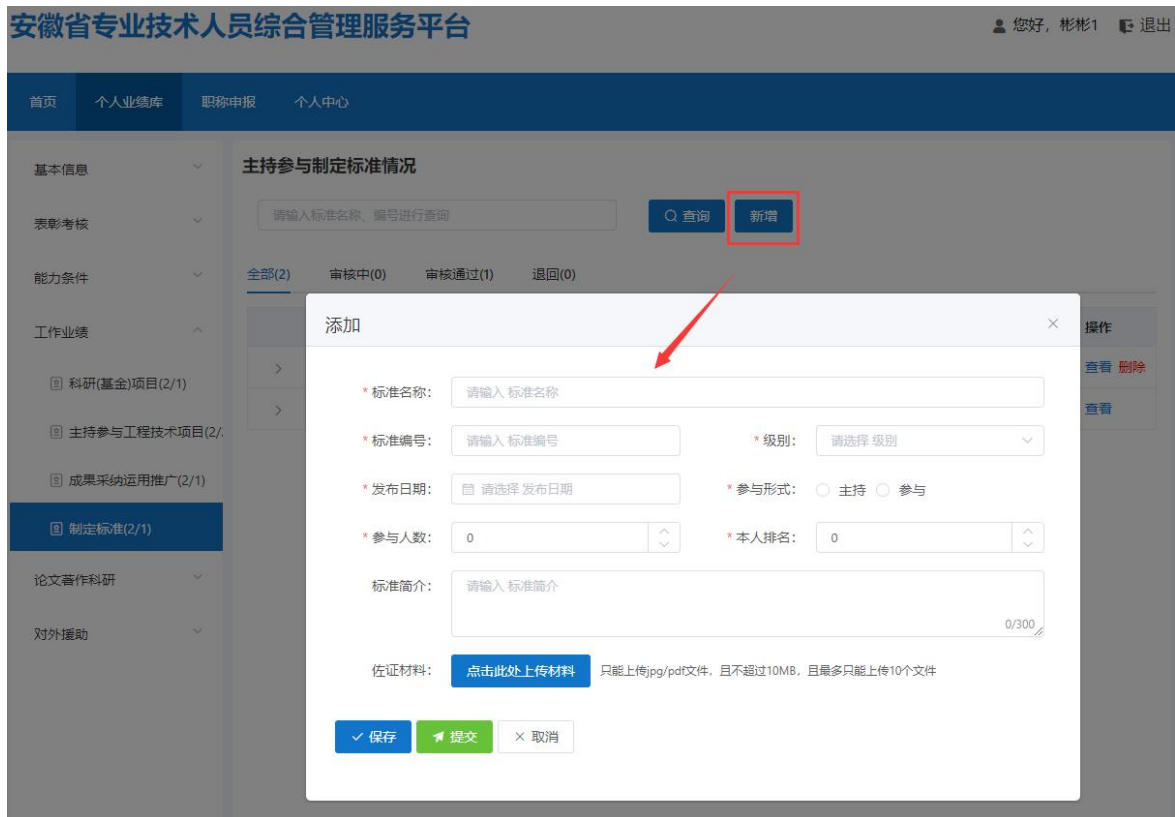 安徽省专业技术人员综合管理服务平台
您好，彬彬1 退出
首页 个人业绩库 职称申报 个人中心
基本信息
表彰考核
能力条件
工作业绩
科研(基金)项目(2/1)
主持参与工程技术项目(2/
成果采纳运用推广(2/1)
制定标准(2/1)
论文著作科研
对外援助
主持参与制定标准情况
请输入标准名称、编号进行查询 查询 新增
全部(2) 审核中(0) 审核通过(1) 退回(0)
操作
查看 删除
查看
添加
* 标准名称： 请输入 标准名称
* 标准编号： 请输入 标准编号 * 级别： 请选择 级别
* 发布日期： 请选择 发布日期 * 参与形式： 主持 参与
* 参与人数： 0 * 本人排名： 0
标准简介： 请输入 标准简介
0/300
佐证材料： 点击此处上传材料 只能上传jpg/pdf文件，且不超过10MB，且最多只能上传10个文件
保存 提交 取消